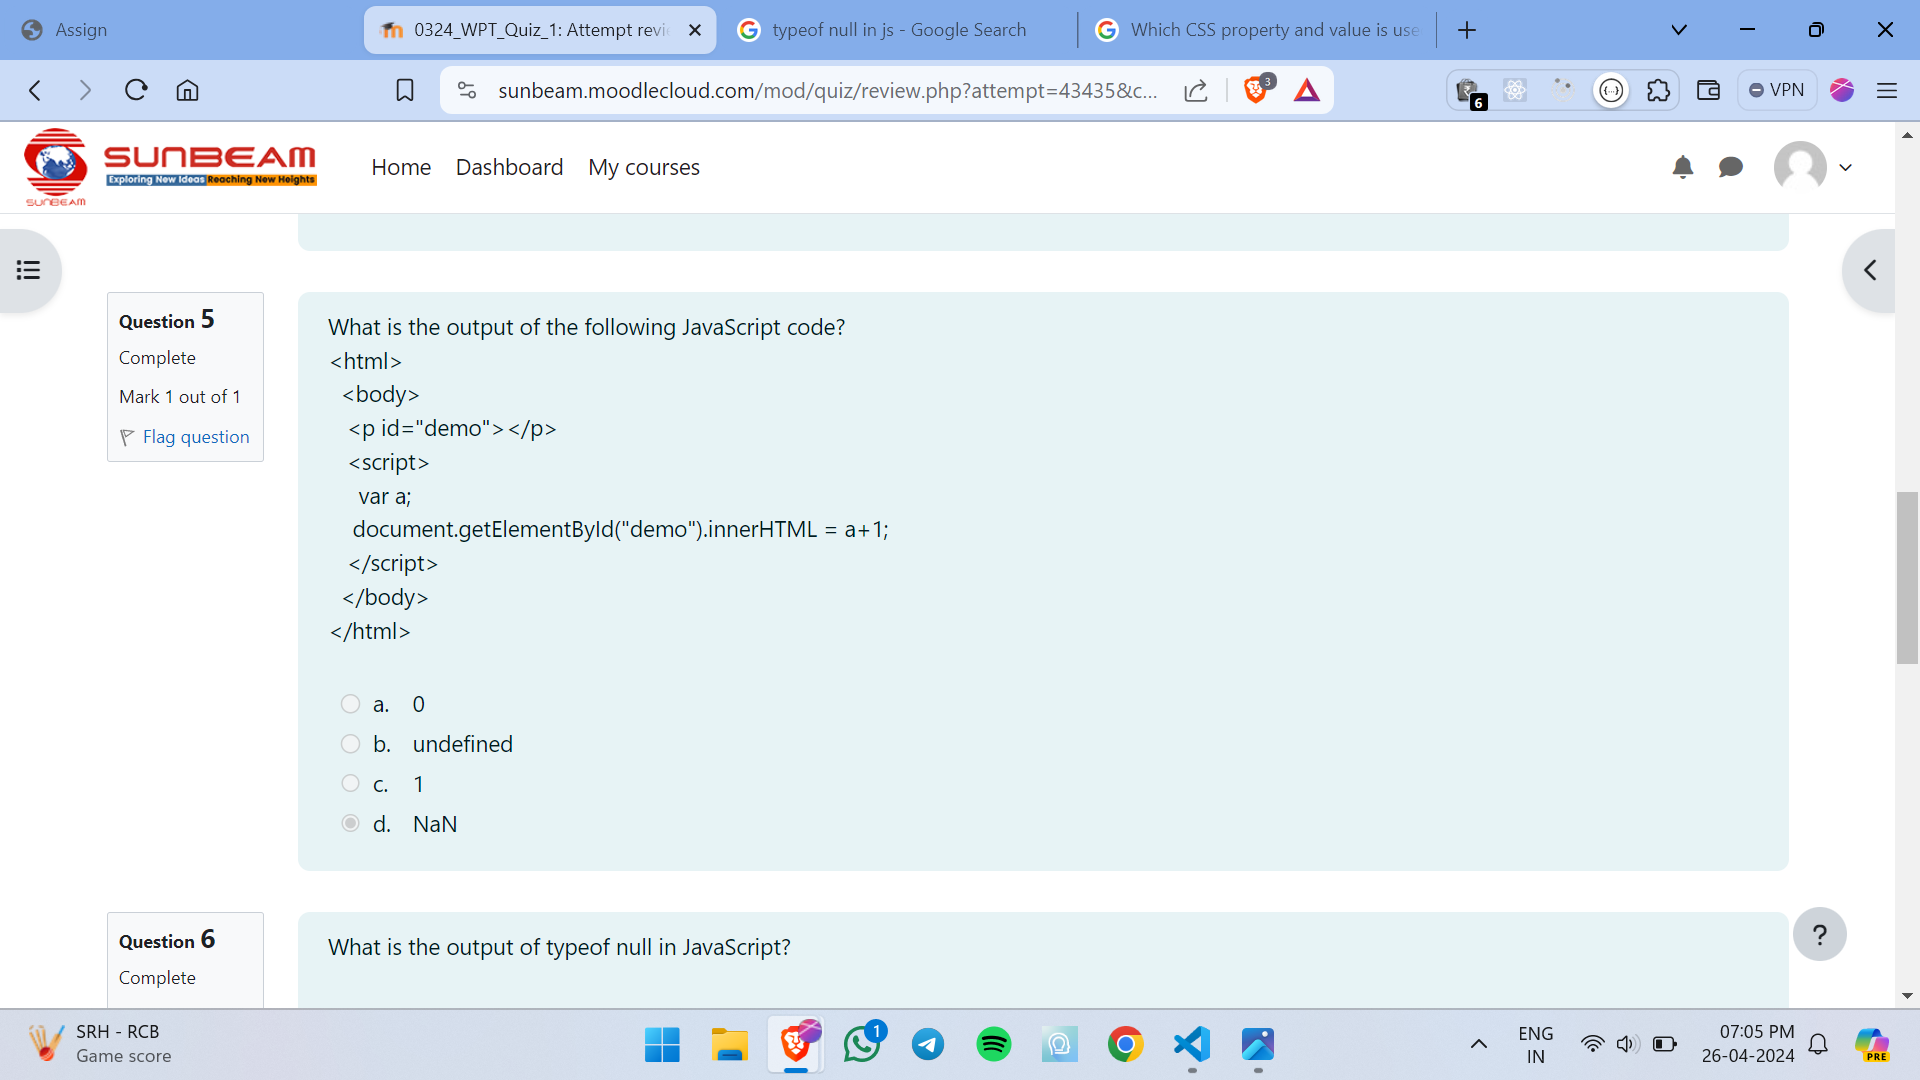 Assign
0324_WPT_Quiz_1: Attempt revi
typeof null in js - Google Search
Which CSS property and value is use
sunbeam.moodlecloud.com/mod/quiz/review.php?attempt=43435&c...
3
6
VPN
SUNBEAM
Exploring New Ideas Reaching New Heights
SUNBEAM
Home
Dashboard
My courses
Question 5
Complete
Mark 1 out of 1
Flag question
What is the output of the following JavaScript code?
<html>
<body>
<p id="demo"></p>
<script>
var a;
document.getElementById("demo").innerHTML = a+1;
</script>
</body>
</html>
a. 0
b. undefined
c. 1
d. NaN
Question 6
Complete
What is the output of typeof null in JavaScript?
?
SRH - RCB
Game score
1
ENG
IN
07:05 PM
26-04-2024
PRE